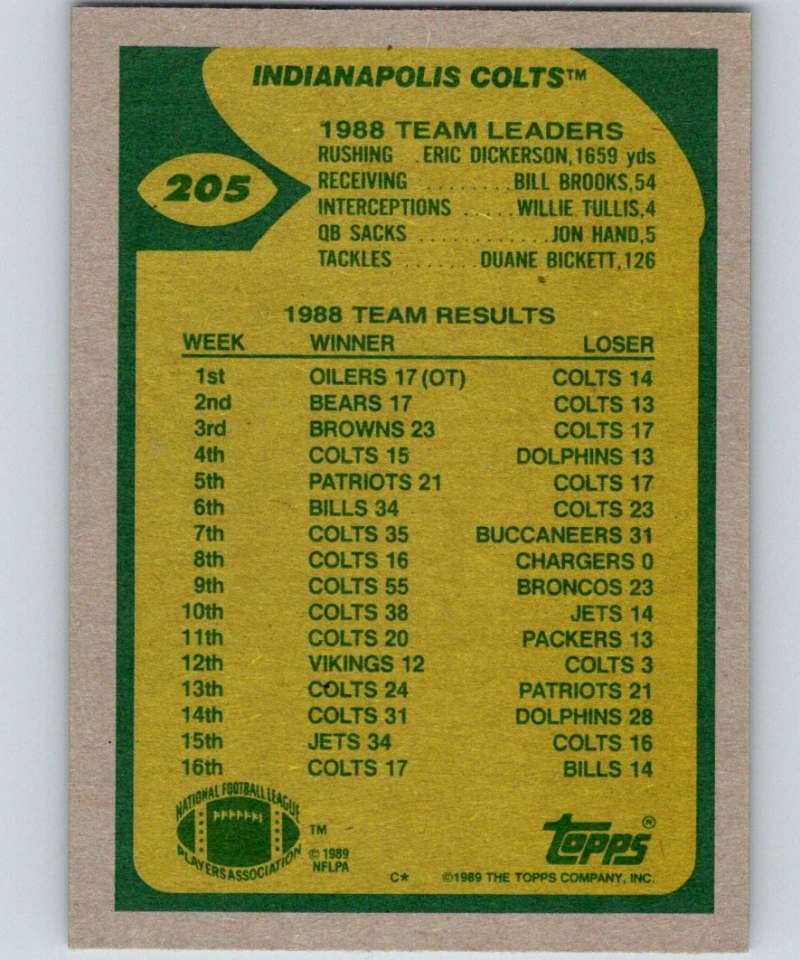 INDIANAPOLIS COLTS™
1988 TEAM LEADERS
205
RUSHING . ERIC DICKERSON, 1659 yds
RECEIVING ........ BILL BROOKS, 54
INTERCEPTIONS ..... WILLIE TULLIS, 4
QB SACKS ............ JON HAND, 5
TACKLES ....... DUANE BICKETT, 126
1988 TEAM RESULTS
WEEK WINNER LOSER
1st OILERS 17 (OT) COLTS 14
2nd BEARS 17 COLTS 13
3rd BROWNS 23 COLTS 17
4th COLTS 15 DOLPHINS 13
5th PATRIOTS 21 COLTS 17
6th BILLS 34 COLTS 23
7th COLTS 35 BUCCANEERS 31
8th COLTS 16 CHARGERS 0
9th COLTS 55 BRONCOS 23
10th COLTS 38 JETS 14
11th COLTS 20 PACKERS 13
12th VIKINGS 12 COLTS 3
13th COLTS 24 PATRIOTS 21
14th COLTS 31 DOLPHINS 28
15th JETS 34 COLTS 16
16th COLTS 17 BILLS 14
NATIONAL FOOTBALL LEAGUE
PLAYERS ASSOCIATION
™
© 1989
NFLPA
topps®
C* ©1989 THE TOPPS COMPANY, INC.